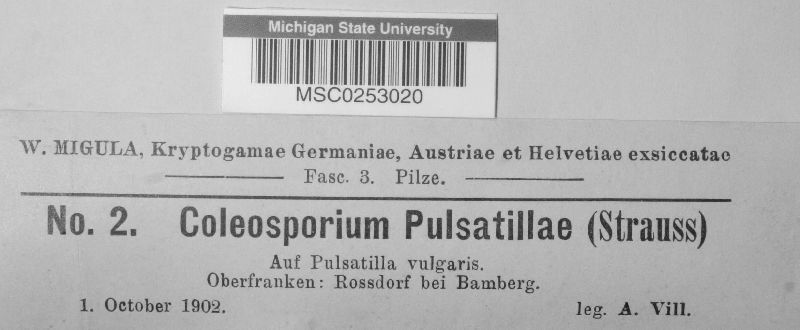 Michigan State University
MSC0253020
W. MIGULA, Kryptogamae Germaniae, Austriae et Helvetiae exsiccatae
Fasc. 3. Pilze.
No. 2. Coleosporium Pulsatillae (Strauss)
Auf Pulsatilla vulgaris.
Oberfranken: Rossdorf bei Bamberg.
1. October 1902. leg. A. Vill.